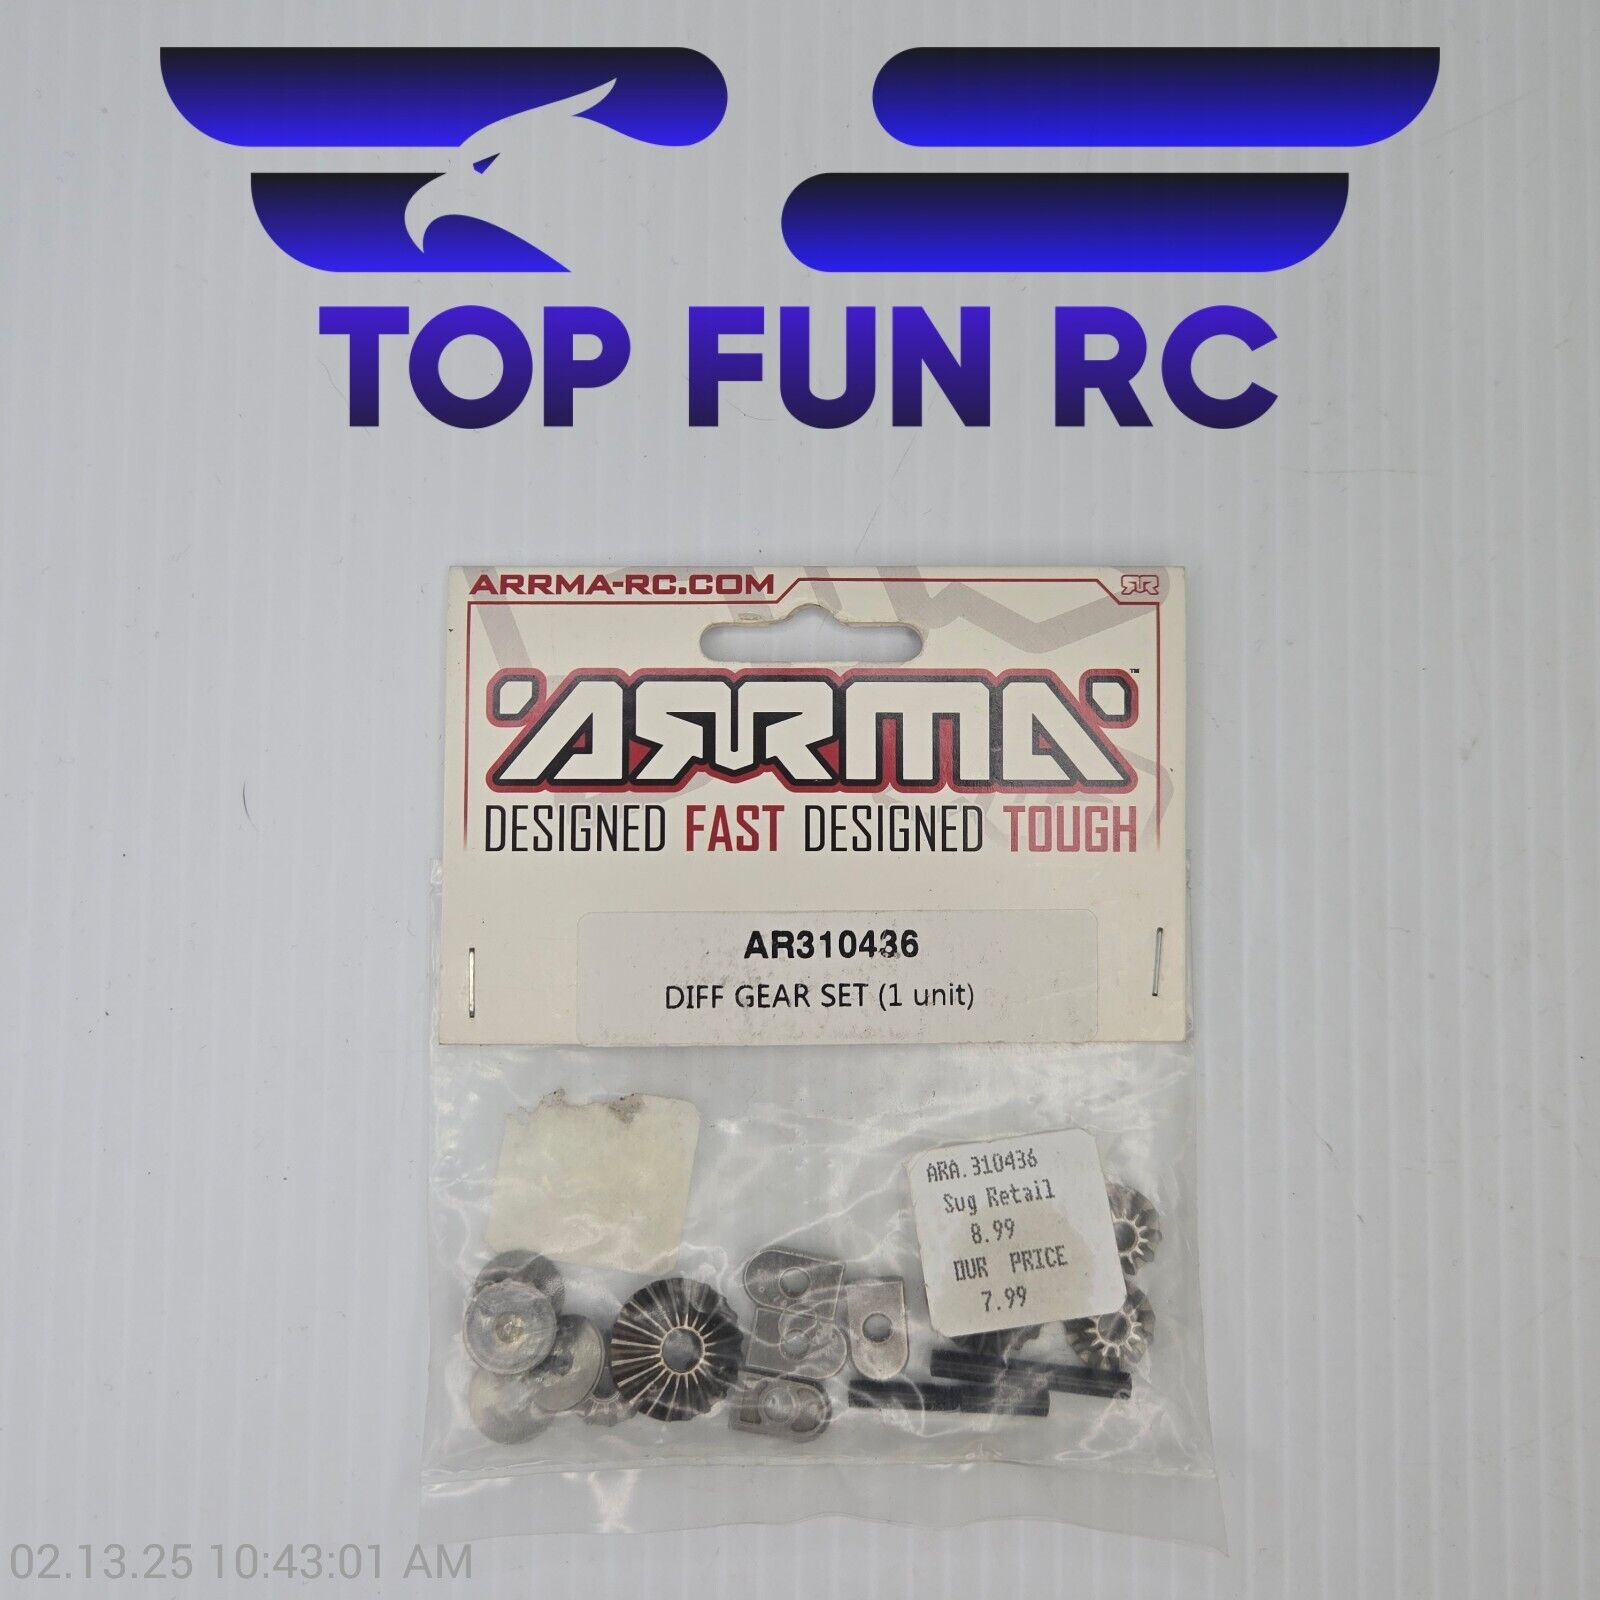 TOP FUN RC
ARRMA-RC.COM
ARRMA™
DESIGNED FAST DESIGNED TOUGH
AR310436
DIFF GEAR SET (1 unit)
ARA.310436
Sug Retail
8.99
OUR PRICE
7.99
02.13.25 10:43:01 AM